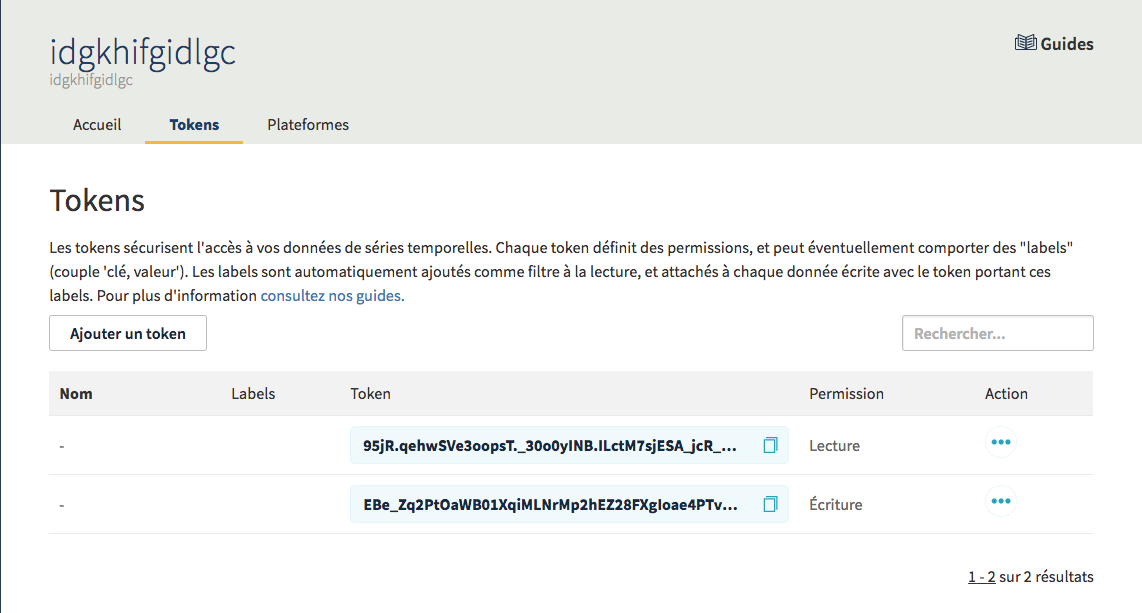 idgkhifgidlgc
idgkhifgidlgc
Guides
Accueil Tokens Plateformes
Tokens
Les tokens sécurisent l'accès à vos données de séries temporelles. Chaque token définit des permissions, et peut éventuellement comporter des "labels"
(couple 'clé, valeur'). Les labels sont automatiquement ajoutés comme filtre à la lecture, et attachés à chaque donnée écrite avec le token portant ces
labels. Pour plus d'information consultez nos guides.
Ajouter un token Rechercher...
Nom Labels Token Permission Action
- 95jR.qehwSVe3oopsT._30o0yINB.ILctM7sjESA_jcR_... Lecture
- EBe_Zq2PtOaWB01XqiMLNrMp2hEZ28FXgIoae4PTv... Écriture
1 - 2 sur 2 résultats